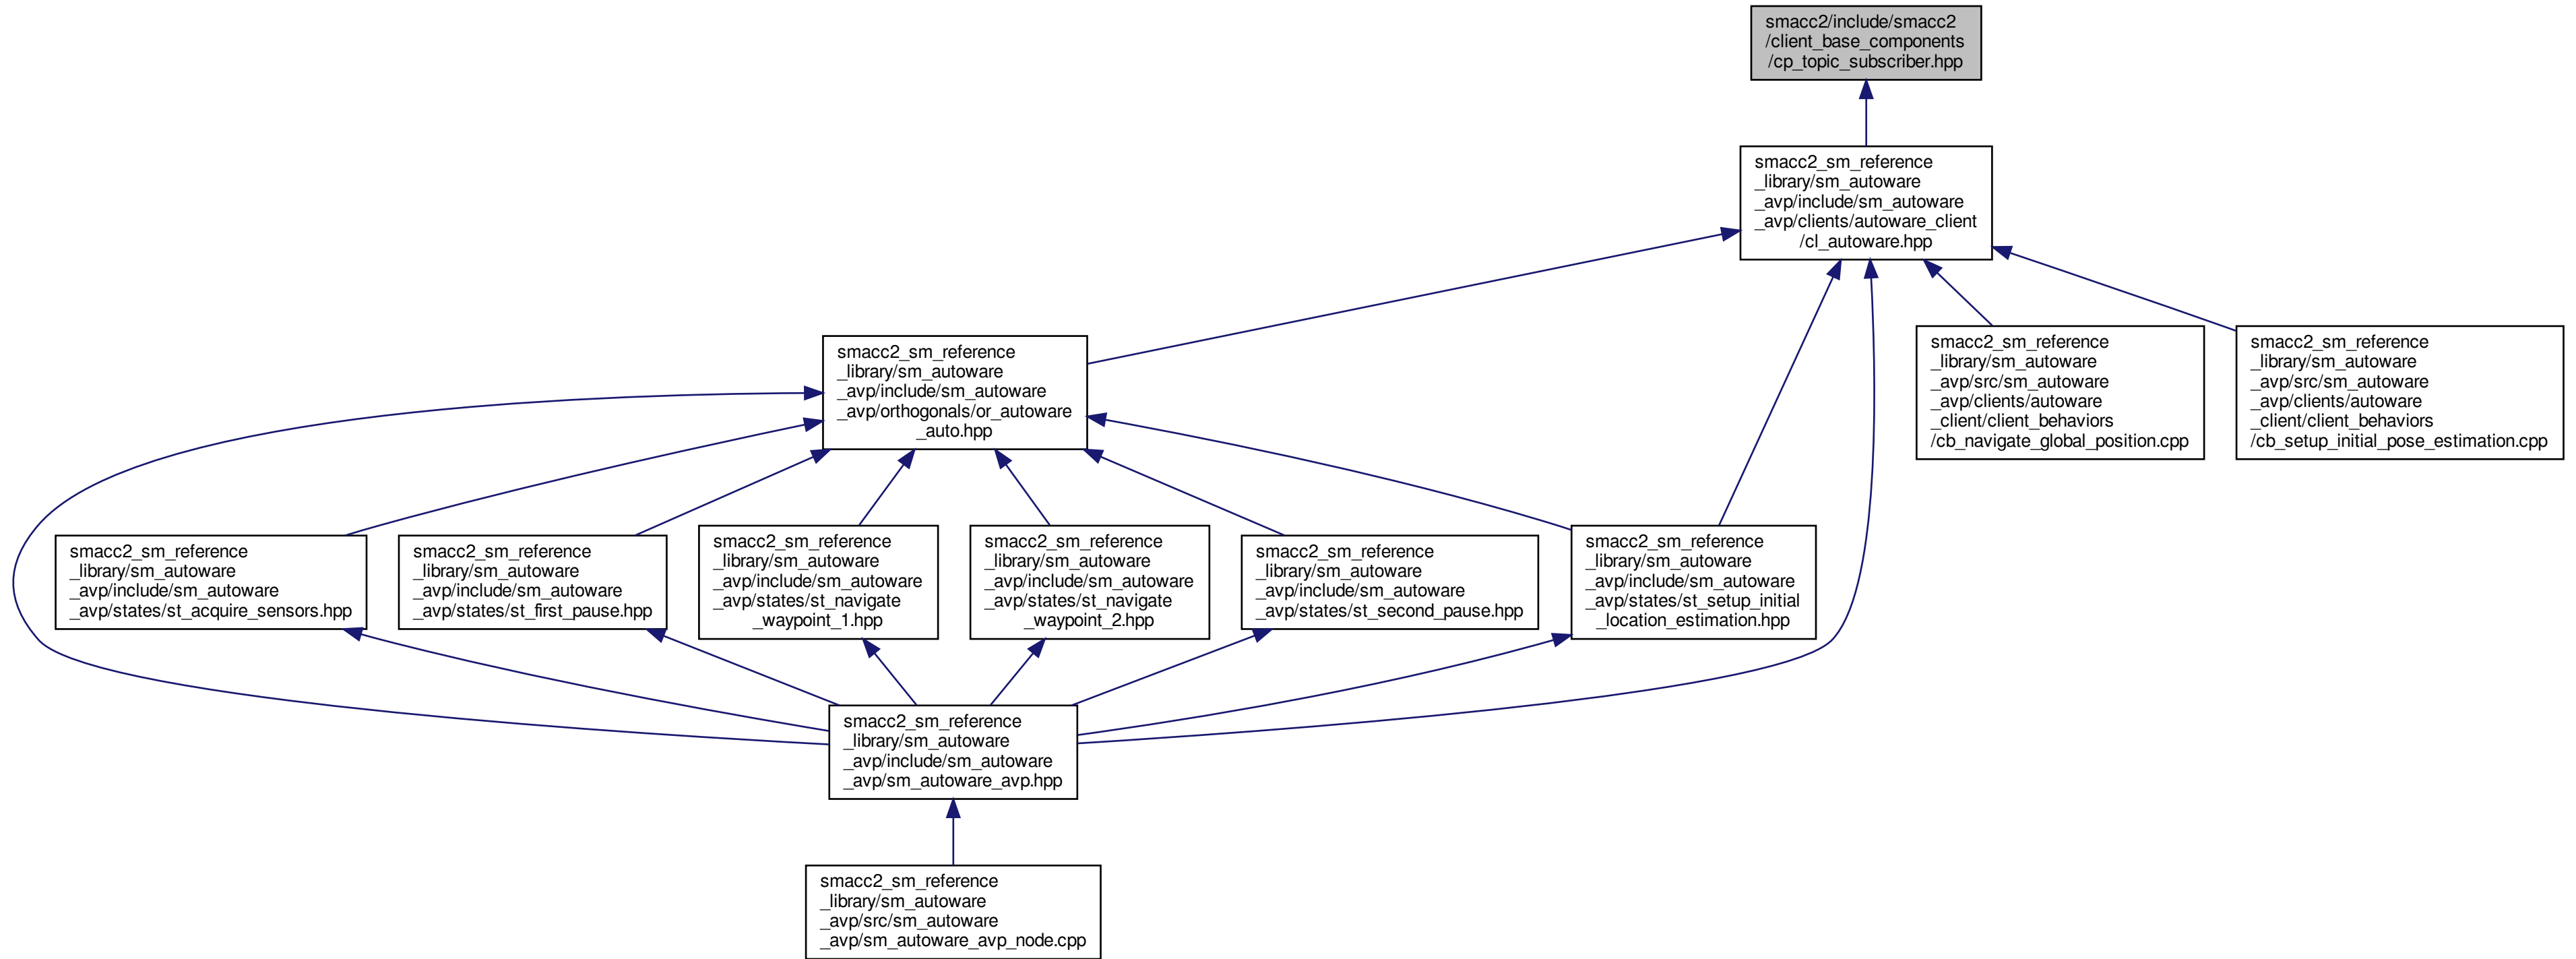 smacc2/include/smacc2
/client_base_components
/cp_topic_subscriber.hpp
smacc2_sm_reference
_library/sm_autoware
_avp/include/sm_autoware
_avp/clients/autoware_client
/cl_autoware.hpp
smacc2_sm_reference
_library/sm_autoware
_avp/include/sm_autoware
_avp/orthogonals/or_autoware
_auto.hpp
smacc2_sm_reference
_library/sm_autoware
_avp/src/sm_autoware
_avp/clients/autoware
_client/client_behaviors
/cb_navigate_global_position.cpp
smacc2_sm_reference
_library/sm_autoware
_avp/src/sm_autoware
_avp/clients/autoware
_client/client_behaviors
/cb_setup_initial_pose_estimation.cpp
smacc2_sm_reference
_library/sm_autoware
_avp/include/sm_autoware
_avp/states/st_acquire_sensors.hpp
smacc2_sm_reference
_library/sm_autoware
_avp/include/sm_autoware
_avp/states/st_first_pause.hpp
smacc2_sm_reference
_library/sm_autoware
_avp/include/sm_autoware
_avp/states/st_navigate
_waypoint_1.hpp
smacc2_sm_reference
_library/sm_autoware
_avp/include/sm_autoware
_avp/states/st_navigate
_waypoint_2.hpp
smacc2_sm_reference
_library/sm_autoware
_avp/include/sm_autoware
_avp/states/st_second_pause.hpp
smacc2_sm_reference
_library/sm_autoware
_avp/include/sm_autoware
_avp/states/st_setup_initial
_location_estimation.hpp
smacc2_sm_reference
_library/sm_autoware
_avp/include/sm_autoware
_avp/sm_autoware_avp.hpp
smacc2_sm_reference
_library/sm_autoware
_avp/src/sm_autoware
_avp/sm_autoware_avp_node.cpp